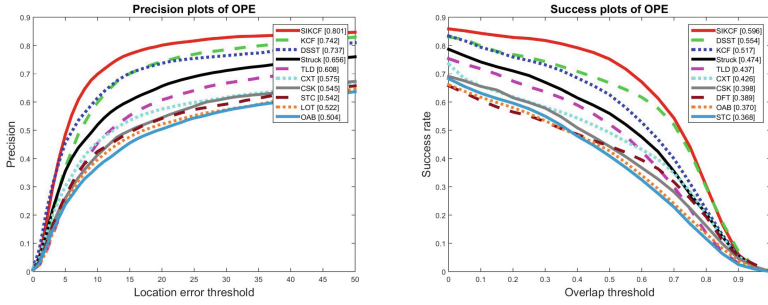 Precision plots of OPE
Precision
1
0.9
0.8
0.7
0.6
0.5
0.4
0.3
0.2
0.1
0
SIKCF [0.801]
KCF [0.742]
DSST [0.737]
Struck [0.656]
TLD [0.608]
CXT [0.575]
CSK [0.545]
STC [0.542]
LOT [0.522]
OAB [0.504]
0 5 10 15 20 25 30 35 40 45 50
Location error threshold
Success plots of OPE
Success rate
1
0.9
0.8
0.7
0.6
0.5
0.4
0.3
0.2
0.1
0
SIKCF [0.596]
DSST [0.554]
KCF [0.517]
Struck [0.474]
TLD [0.437]
CXT [0.426]
CSK [0.398]
DFT [0.389]
OAB [0.370]
STC [0.368]
0 0.1 0.2 0.3 0.4 0.5 0.6 0.7 0.8 0.9 1
Overlap threshold